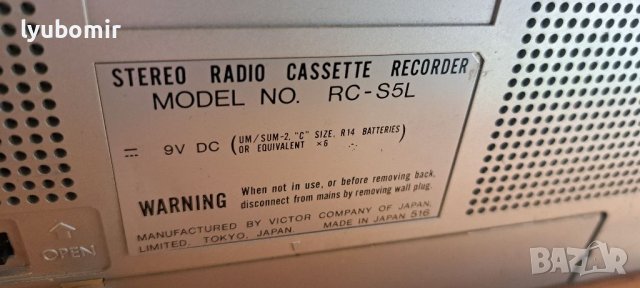 lyubomir
STEREO RADIO CASSETTE RECORDER
MODEL NO. RC-S5L
9V DC (UM/SUM-2, "C" SIZE, R14 BATTERIES
OR EQUIVALENT ×6 )
WARNING When not in use, or before removing back,
disconnect from mains by removing wall plug.
MANUFACTURED BY VICTOR COMPANY OF JAPAN,
LIMITED, TOKYO, JAPAN. MADE IN JAPAN 516
OPEN
BAZAR